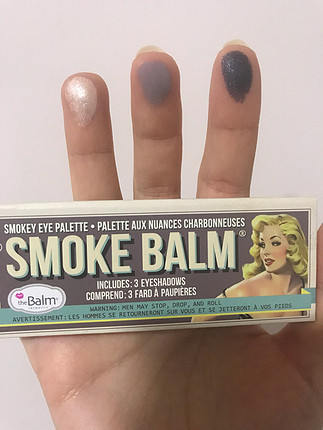 SMOKEY EYE PALETTE • PALETTE AUX NUANCES CHARBONNEUSES
SMOKE BALM®
INCLUDES: 3 EYESHADOWS
COMPREND: 3 FARD À PAUPIÈRES
theBalm®
WARNING: MEN MAY STOP, DROP, AND ROLL
AVERTISSEMENT: LES HOMMES SE RETOURNERONT SUR VOUS ET SE JETTERONT À VOS PIEDS